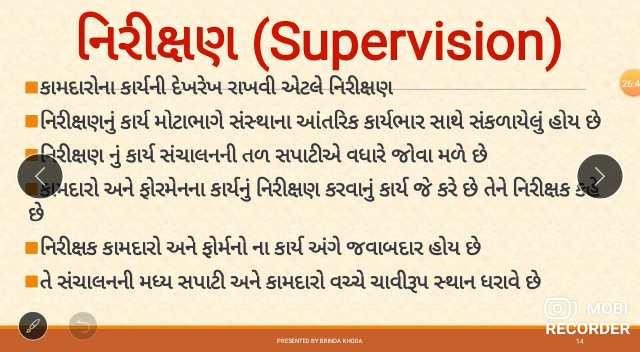 નિરીક્ષણ (Supervision)
કામદારોના કાર્યની દેખરેખ રાખવી એટલે નિરીક્ષણ
નિરીક્ષણનું કાર્ય મોટાભાગે સંસ્થાના આંતરિક કાર્યભાર સાથે સંકળાયેલું હોય છે
નિરીક્ષણ નું કાર્ય સંચાલનની તળ સપાટીએ વધારે જોવા મળે છે
કામદારો અને ફોરમેનના કાર્યનું નિરીક્ષણ કરવાનું કાર્ય જે કરે છે તેને નિરીક્ષક કહે
છે
નિરીક્ષક કામદારો અને ફોર્મનો ના કાર્ય અંગે જવાબદાર હોય છે
તે સંચાલનની મધ્ય સપાટી અને કામદારો વચ્ચે ચાવીરૂપ સ્થાન ધરાવે છે
MOBI
RECORDER
PRESENTED BY BRINDA KHODA
14